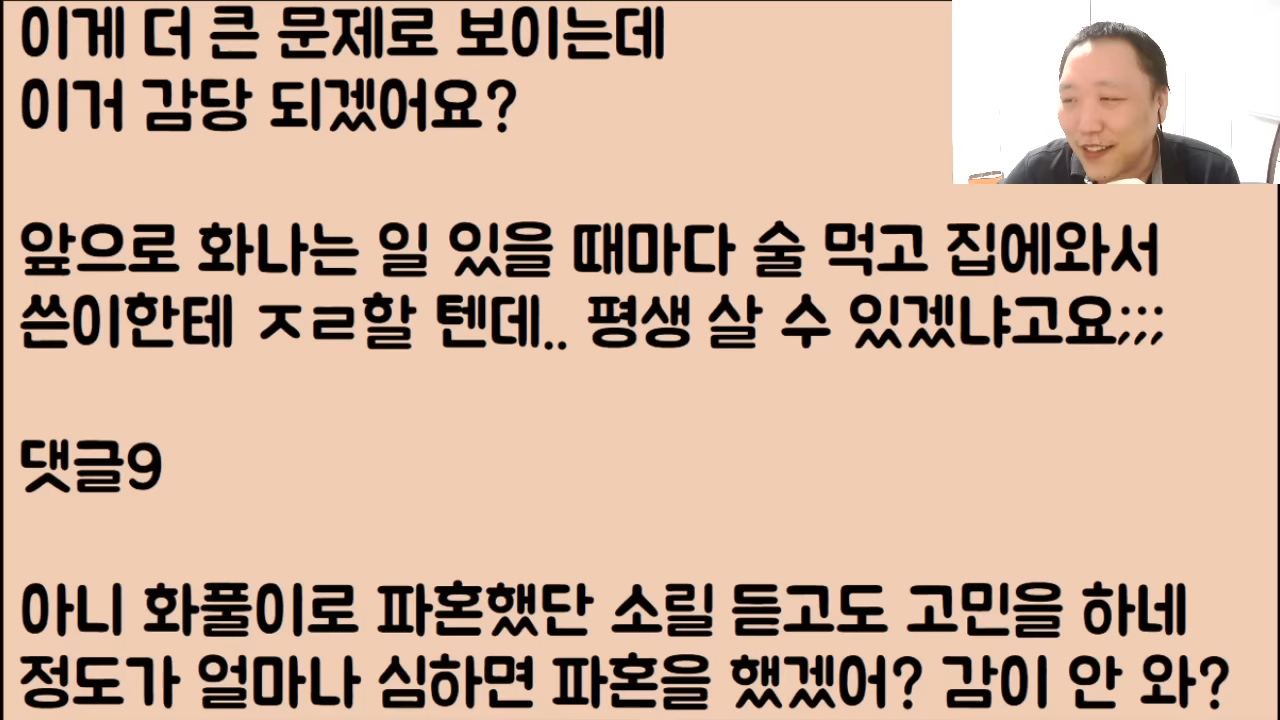 이게 더 큰 문제로 보이는데
이거 감당 되겠어요?
앞으로 화나는 일 있을 때마다 술 먹고 집에와서
쓴이한테 ㅈㄹ할 텐데.. 평생 살 수 있겠냐고요;;;
댓글9
아니 화풀이로 파혼했단 소릴 듣고도 고민을 하네
정도가 얼마나 심하면 파혼을 했겠어? 감이 안 와?